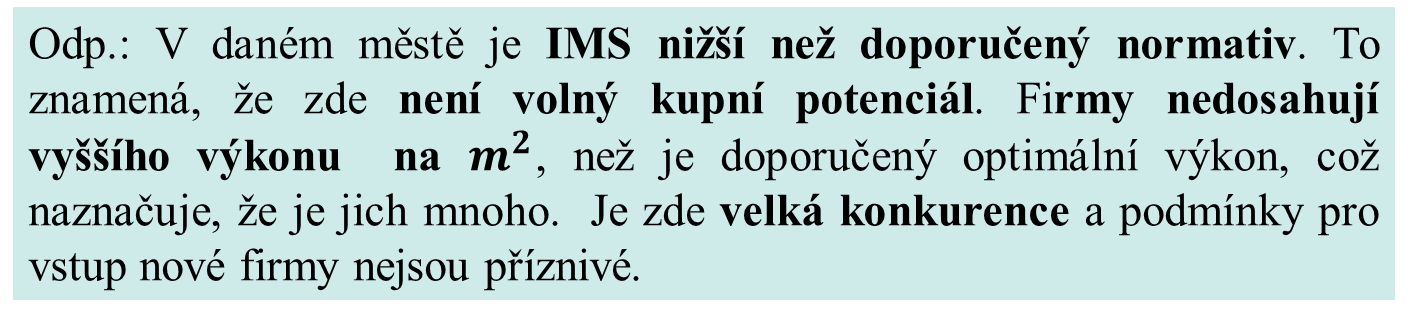 Odp.: V daném městě je IMS nižší než doporučený normativ. To
znamená, že zde není volný kupní potenciál. Firmy nedosahují
vyššího výkonu  na m², než je doporučený optimální výkon, což
naznačuje, že je jich mnoho.  Je zde velká konkurence a podmínky pro
vstup nové firmy nejsou příznivé.